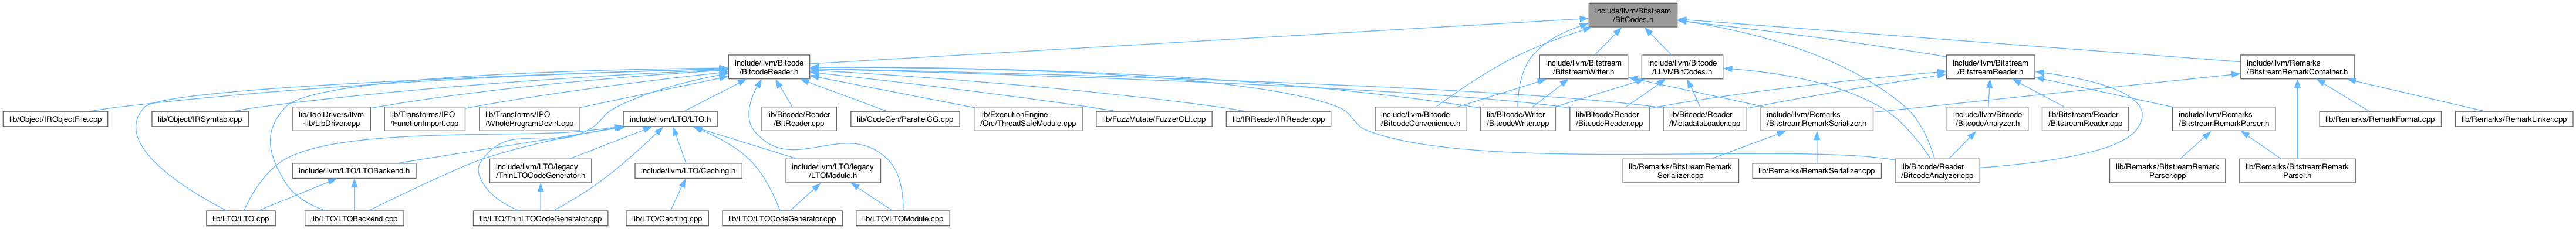 include/llvm/Bitstream
/BitCodes.h
include/llvm/Bitcode
/BitcodeReader.h
include/llvm/Bitstream
/BitstreamWriter.h
include/llvm/Bitcode
/LLVMBitCodes.h
include/llvm/Bitstream
/BitstreamReader.h
include/llvm/Remarks
/BitstreamRemarkContainer.h
lib/Object/IRObjectFile.cpp
lib/Object/IRSymtab.cpp
lib/ToolDrivers/llvm
-lib/LibDriver.cpp
lib/Transforms/IPO
/FunctionImport.cpp
lib/Transforms/IPO
/WholeProgramDevirt.cpp
include/llvm/LTO/LTO.h
lib/Bitcode/Reader
/BitReader.cpp
lib/CodeGen/ParallelCG.cpp
lib/ExecutionEngine
/Orc/ThreadSafeModule.cpp
lib/FuzzMutate/FuzzerCLI.cpp
lib/IRReader/IRReader.cpp
include/llvm/Bitcode
/BitcodeConvenience.h
lib/Bitcode/Writer
/BitcodeWriter.cpp
lib/Bitcode/Reader
/BitcodeReader.cpp
lib/Bitcode/Reader
/MetadataLoader.cpp
include/llvm/Remarks
/BitstreamRemarkSerializer.h
include/llvm/Bitcode
/BitcodeAnalyzer.h
lib/Bitstream/Reader
/BitstreamReader.cpp
include/llvm/Remarks
/BitstreamRemarkParser.h
lib/Remarks/RemarkFormat.cpp
lib/Remarks/RemarkLinker.cpp
include/llvm/LTO/LTOBackend.h
include/llvm/LTO/legacy
/ThinLTOCodeGenerator.h
include/llvm/LTO/Caching.h
include/llvm/LTO/legacy
/LTOModule.h
lib/Remarks/BitstreamRemark
Serializer.cpp
lib/Remarks/RemarkSerializer.cpp
lib/Bitcode/Reader
/BitcodeAnalyzer.cpp
lib/Remarks/BitstreamRemark
Parser.cpp
lib/Remarks/BitstreamRemark
Parser.h
lib/LTO/LTO.cpp
lib/LTO/LTOBackend.cpp
lib/LTO/ThinLTOCodeGenerator.cpp
lib/LTO/Caching.cpp
lib/LTO/LTOCodeGenerator.cpp
lib/LTO/LTOModule.cpp